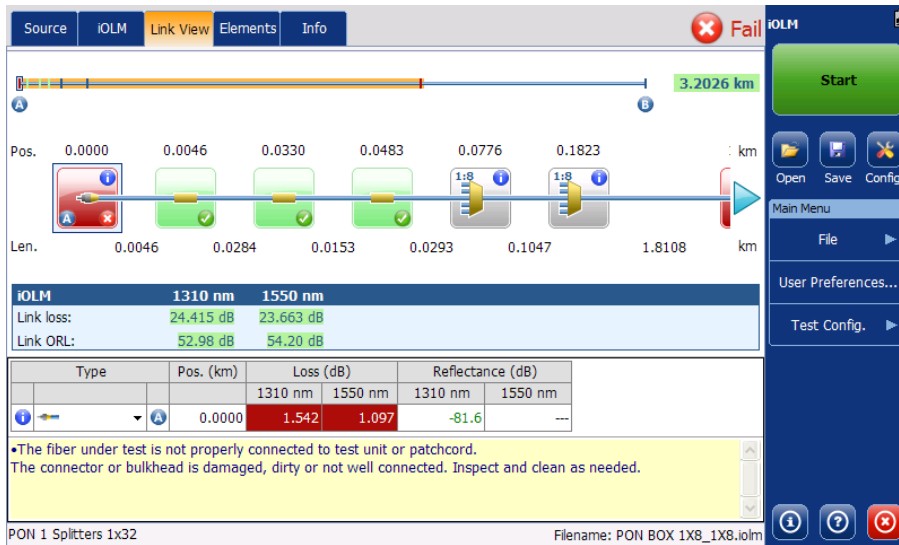 Source iOLM Link View Elements Info Fail iOLM
Start
3.2026 km
A B
Pos. 0.0000 0.0046 0.0330 0.0483 0.0776 0.1823 : km
1:8 1:8
A
Open Save Config
Main Menu
File
Len. 0.0046 0.0284 0.0153 0.0293 0.1047 1.8108 km
User Preferences...
iOLM 1310 nm 1550 nm
Link loss: 24.415 dB 23.663 dB
Link ORL: 52.98 dB 54.20 dB
Test Config.
Type Pos. (km) Loss (dB) Reflectance (dB)
1310 nm 1550 nm 1310 nm 1550 nm
A 0.0000 1.542 1.097 -81.6 ---
•The fiber under test is not properly connected to test unit or patchcord.
The connector or bulkhead is damaged, dirty or not well connected. Inspect and clean as needed.
PON 1 Splitters 1x32 Filename: PON BOX 1X8_1X8.iolm